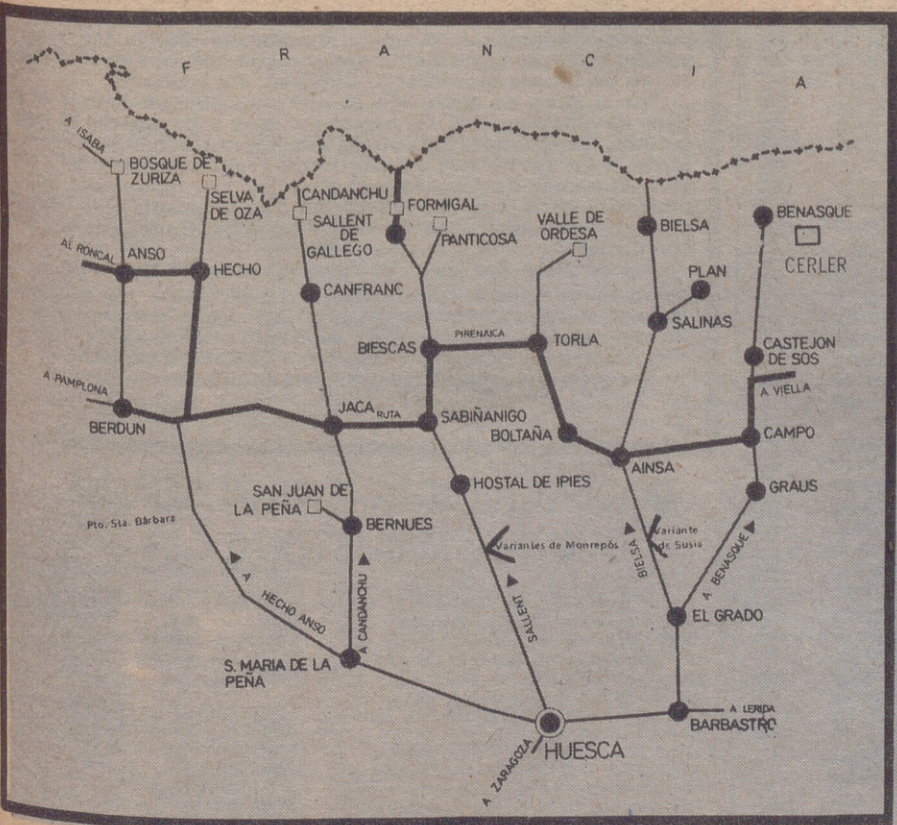 F R A N C I A
A ISABA
BOSQUE DE
ZURIZA
SELVA
DE OZA
CANDANCHU
SALLENT
DE
GALLEGO
FORMIGAL
PANTICOSA
VALLE DE
ORDESA
BIELSA
BENASQUE
CERLER
AL RONCAL
ANSO
HECHO
CANFRANC
PLAN
SALINAS
BIESCAS
PIRENAICA
TORLA
CASTEJON
DE SOS
A VIELLA
A PAMPLONA
BERDUN
JACA
RUTA
SABIÑANIGO
BOLTAÑA
AINSA
CAMPO
SAN JUAN DE
LA PEÑA
HOSTAL DE IPIES
GRAUS
Pto. Sta. Bárbara
BERNUES
Variantes de Monrepós
Variante
de Susia
BIELSA
A BENASQUE
A HECHO ANSO
A CANDANCHU
SALLENT
EL GRADO
S. MARIA DE LA
PEÑA
A LERIDA
BARBASTRO
HUESCA
A ZARAGOZA